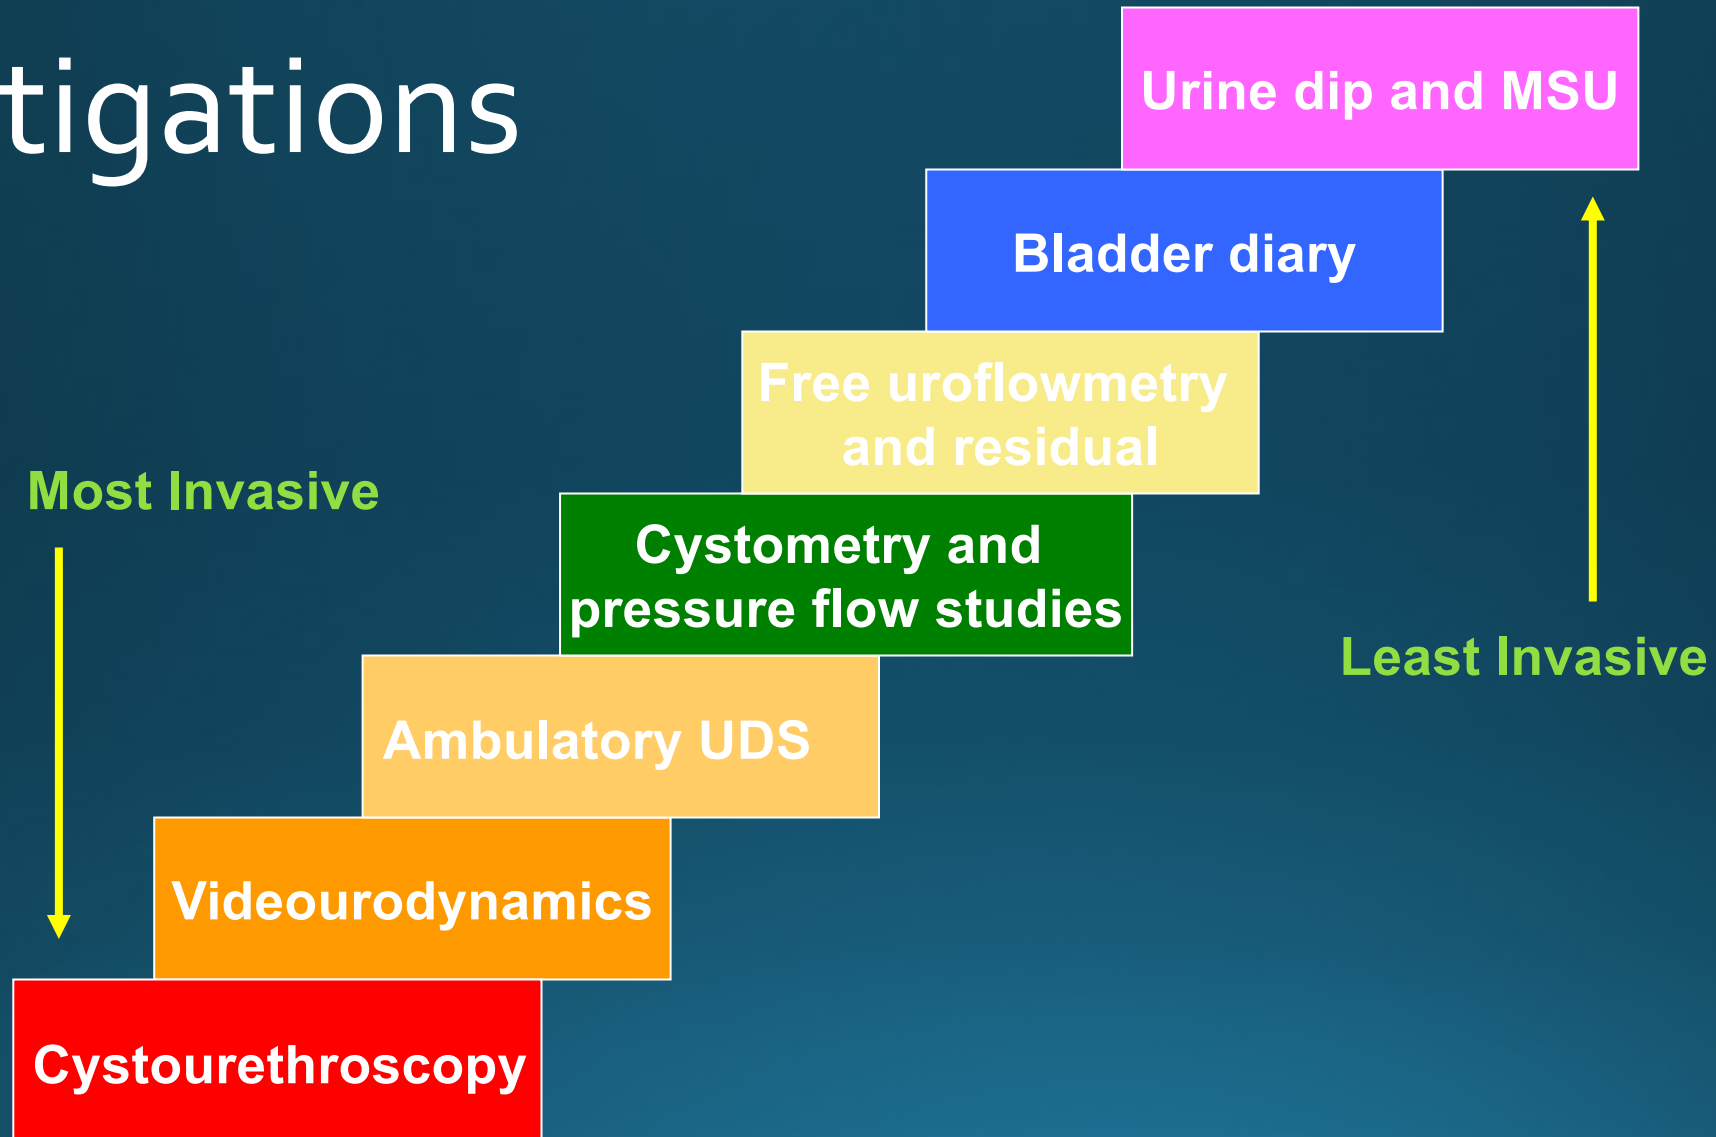 tigations
Urine dip and MSU
Bladder diary
Free uroflowmetry
and residual
Most Invasive
Cystometry and
pressure flow studies
Least Invasive
Ambulatory UDS
Videourodynamics
Cystourethroscopy